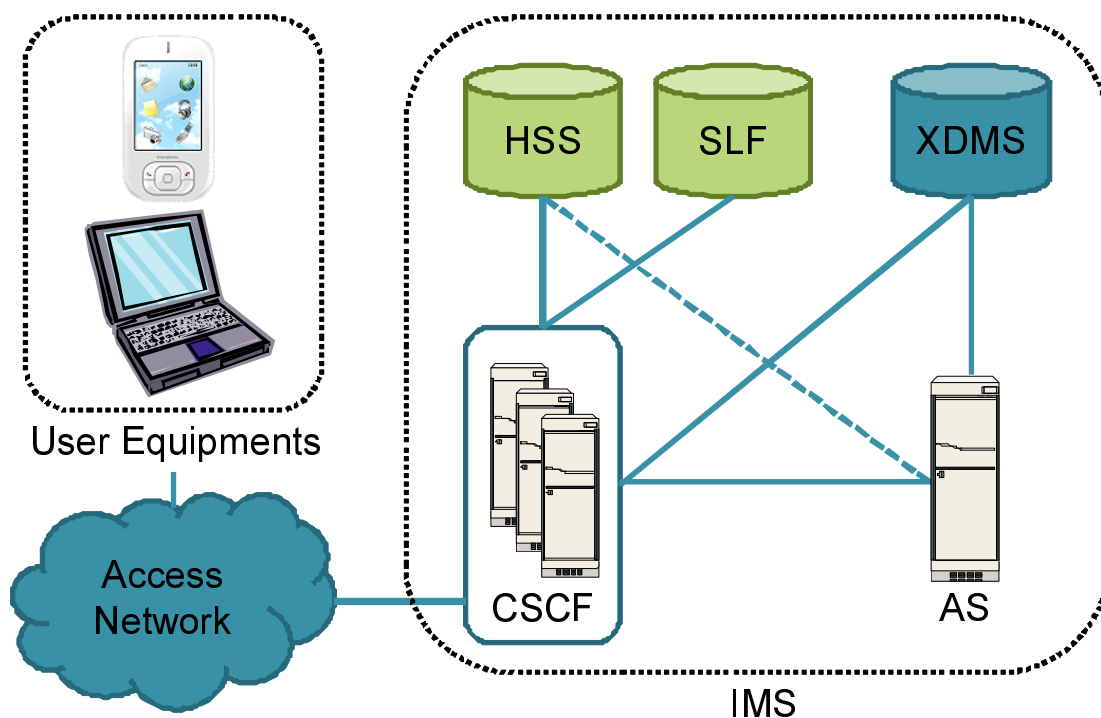 HSS
SLF
XDMS
User Equipments
Access
Network
CSCF
AS
IMS